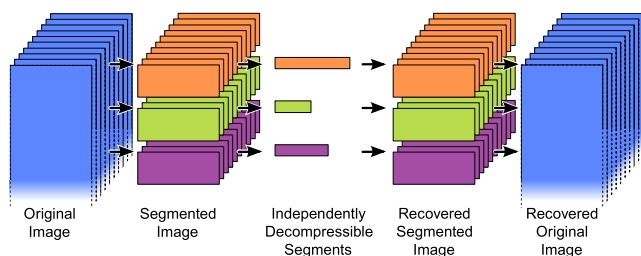 Original
Image
Segmented
Image
Independently
Decompressible
Segments
Recovered
Segmented
Image
Recovered
Original
Image